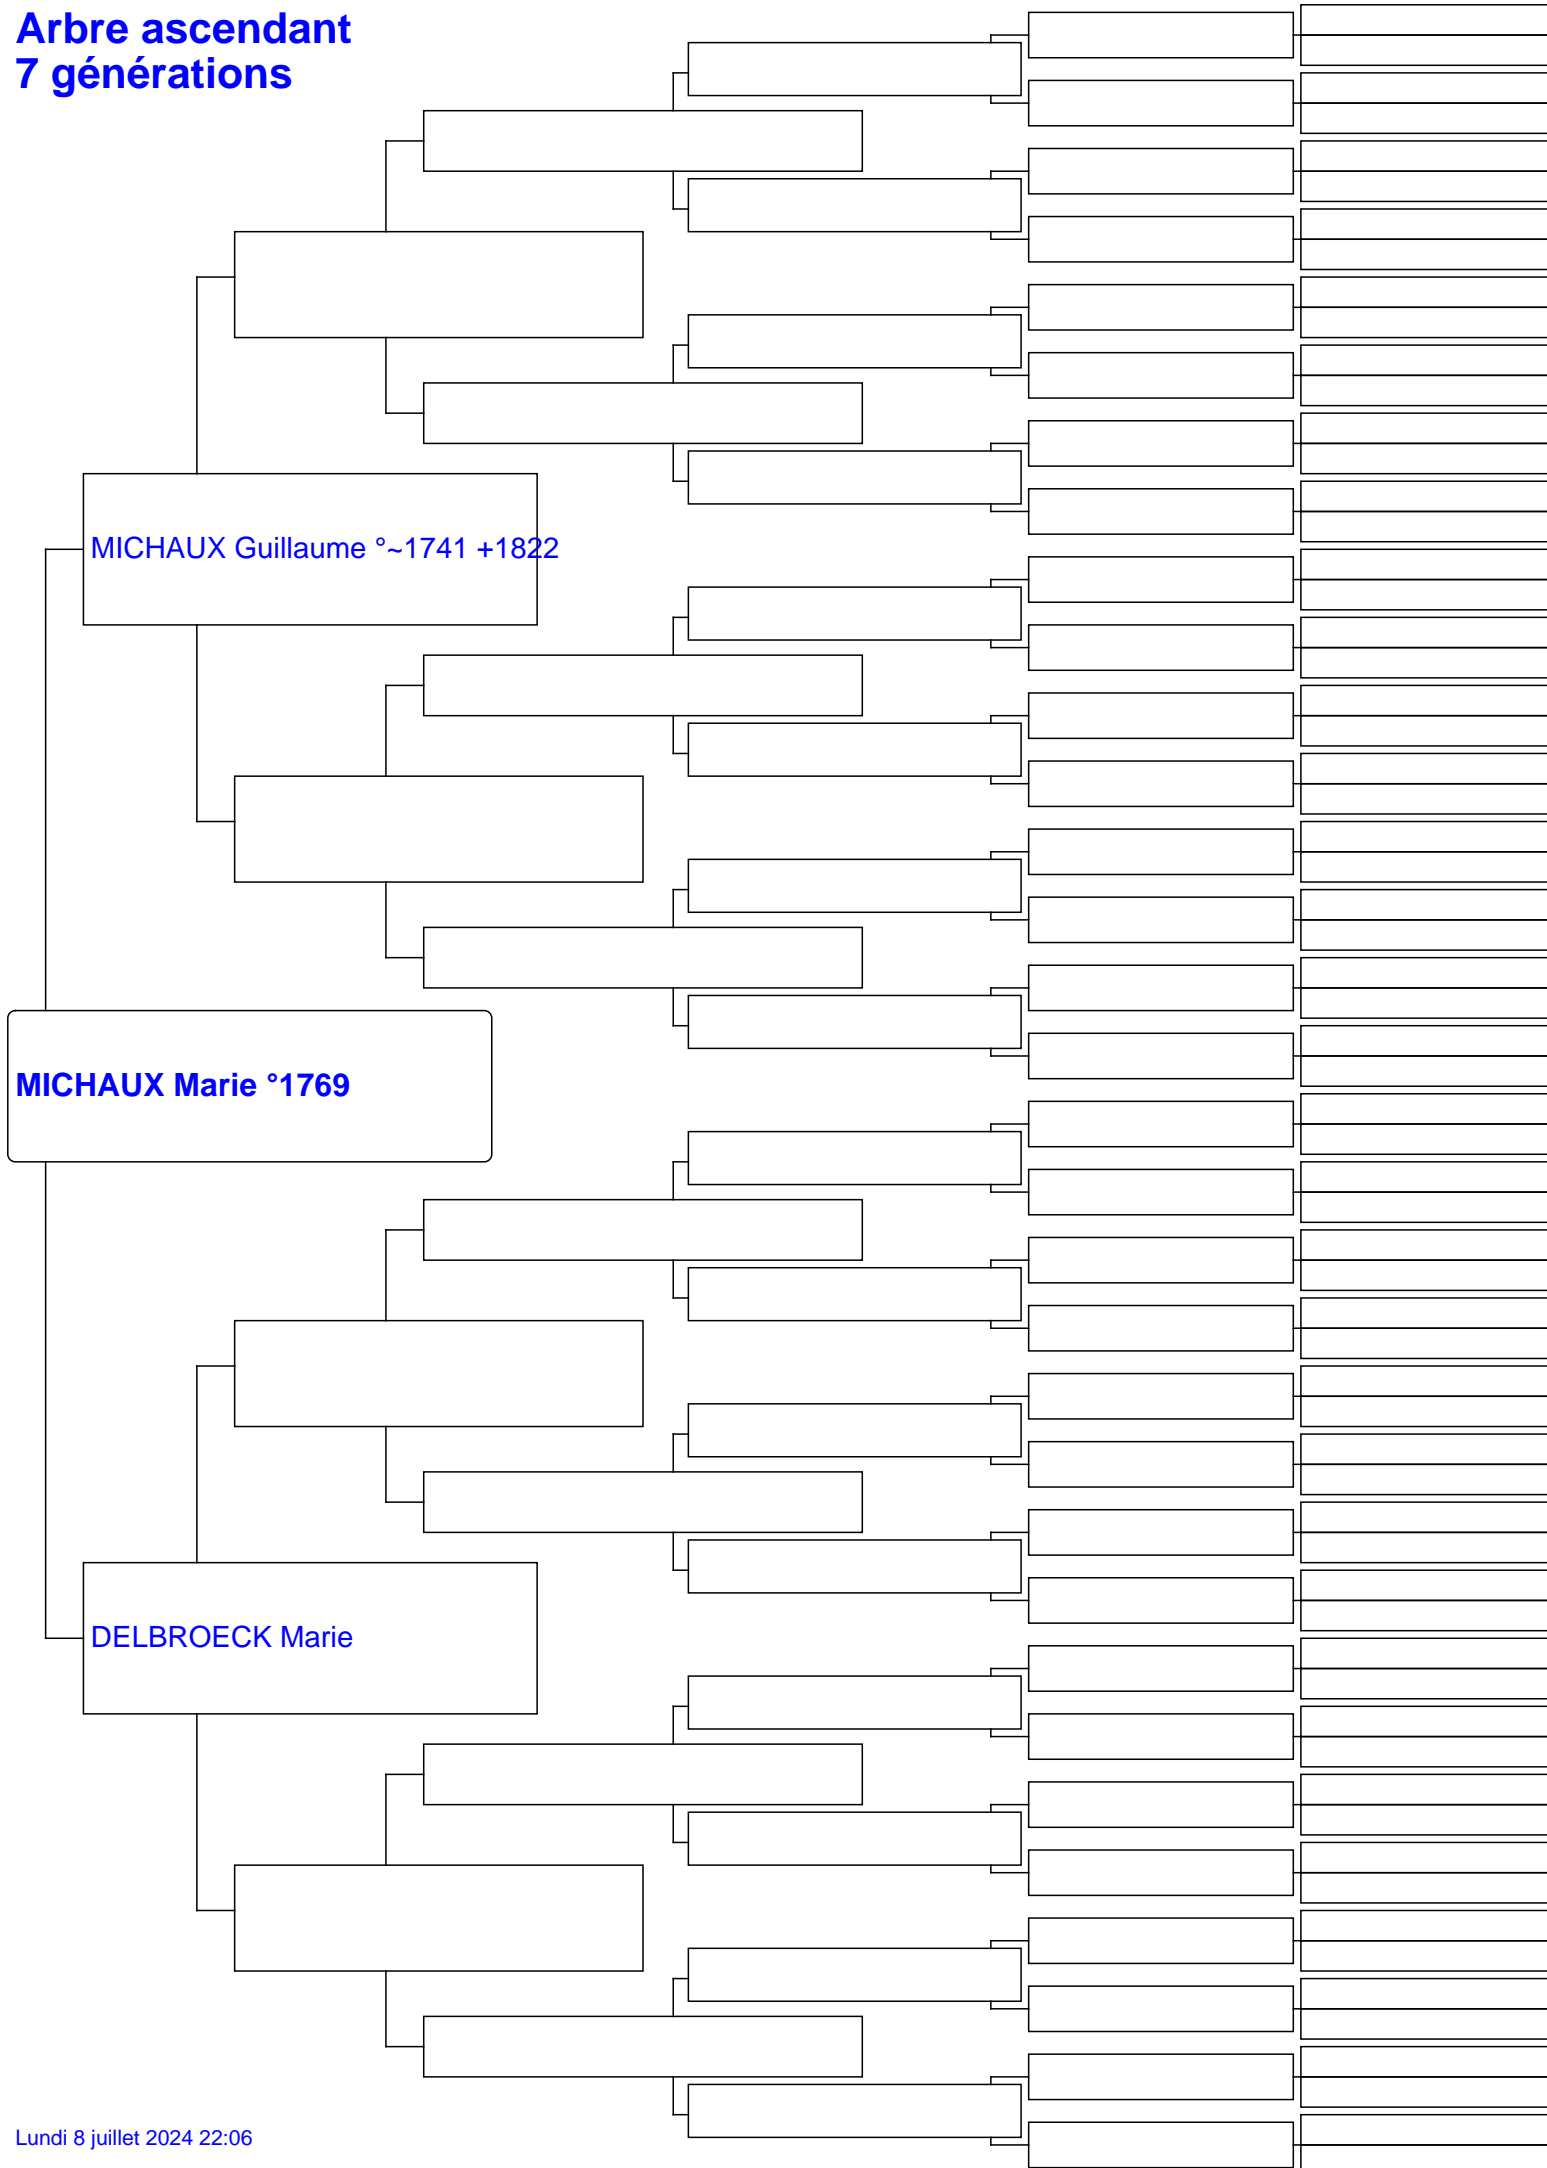 Arbre ascendant
7 générations
MICHAUX Guillaume °~1741 +1822
MICHAUX Marie °1769
DELBROECK Marie
Lundi 8 juillet 2024 22:06